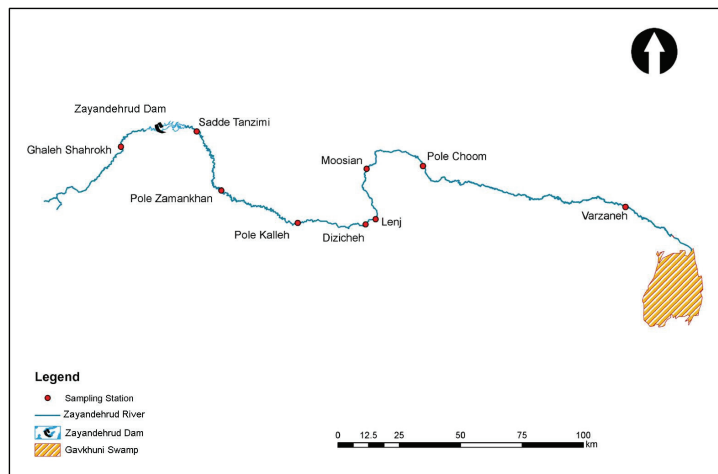 Zayandehrud Dam
Sadde Tanzimi
Ghaleh Shahrokh
Pole Zamankhan
Pole Kalleh
Dizicheh
Lenj
Moosian
Pole Choom
Varzaneh
Legend
Sampling Station
Zayandehrud River
Zayandehrud Dam
Gavkhuni Swamp
0 12.5 25 50 75 100
km